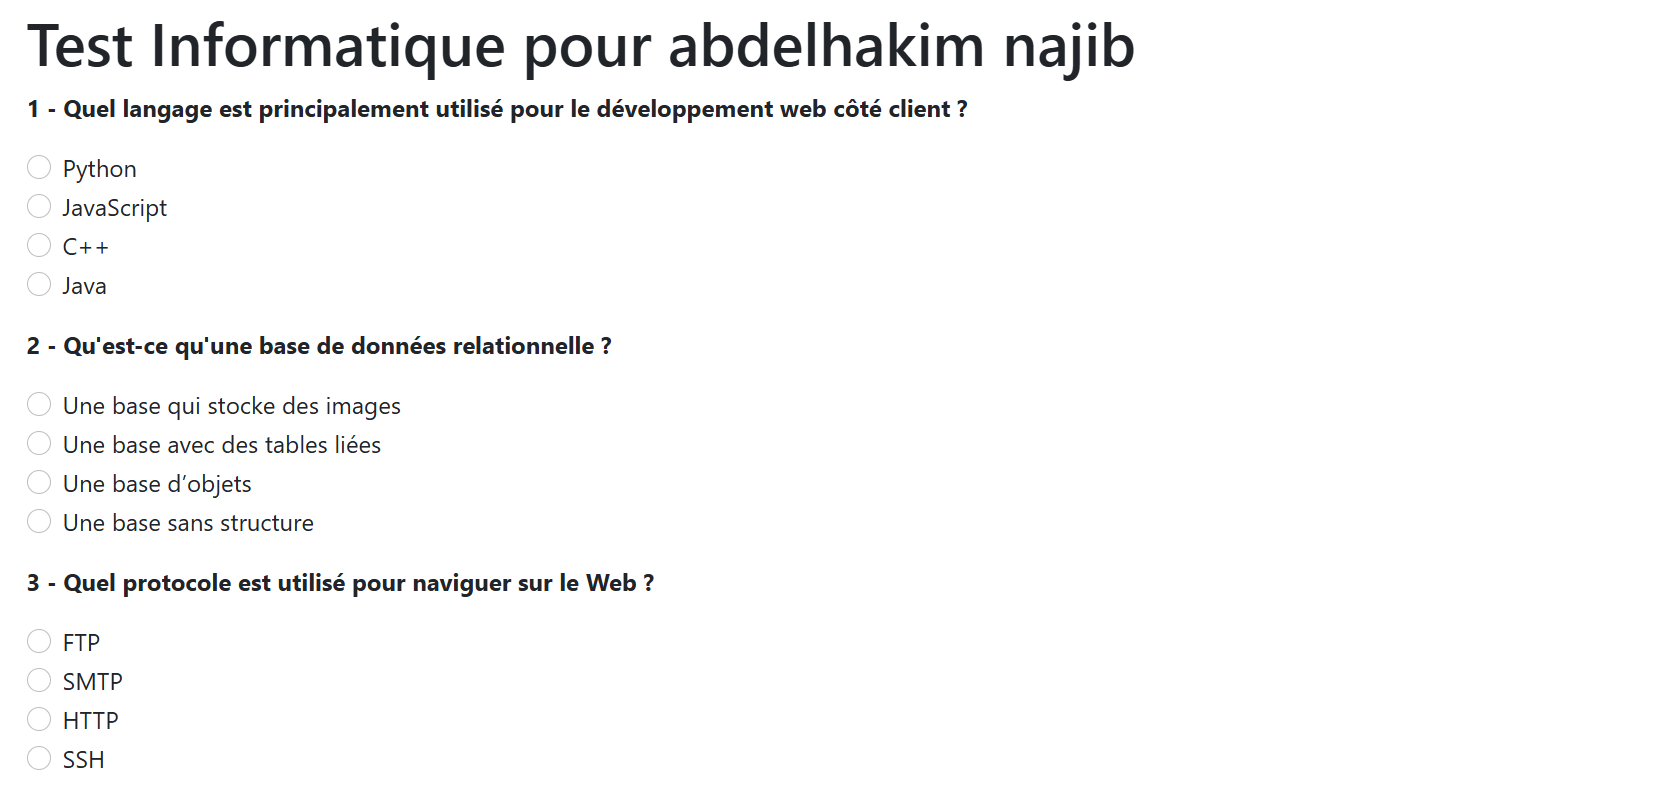 Test Informatique pour abdelhakim najib
1 - Quel langage est principalement utilisé pour le développement web côté client ?
Python
JavaScript
C++
Java
2 - Qu'est-ce qu'une base de données relationnelle ?
Une base qui stocke des images
Une base avec des tables liées
Une base d’objets
Une base sans structure
3 - Quel protocole est utilisé pour naviguer sur le Web ?
FTP
SMTP
HTTP
SSH